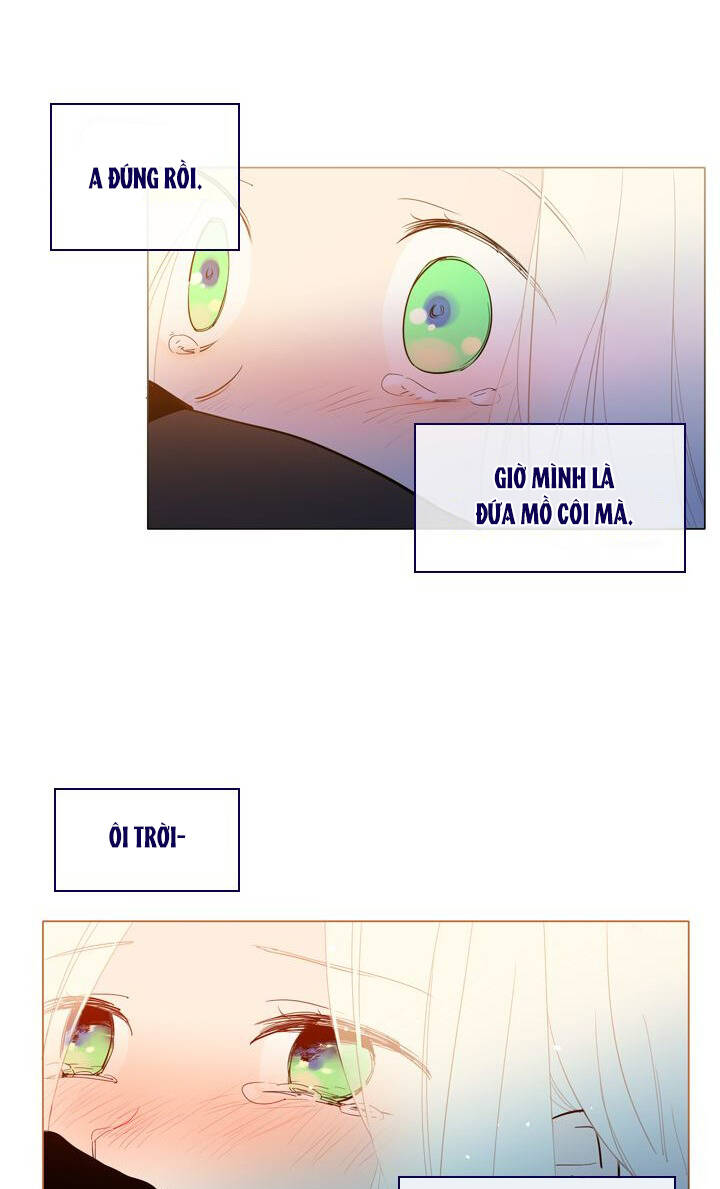 A ĐÚNG RỒI.
GIỜ MÌNH LÀ
ĐỨA MỒ CÔI MÀ.
ÔI TRỜI-